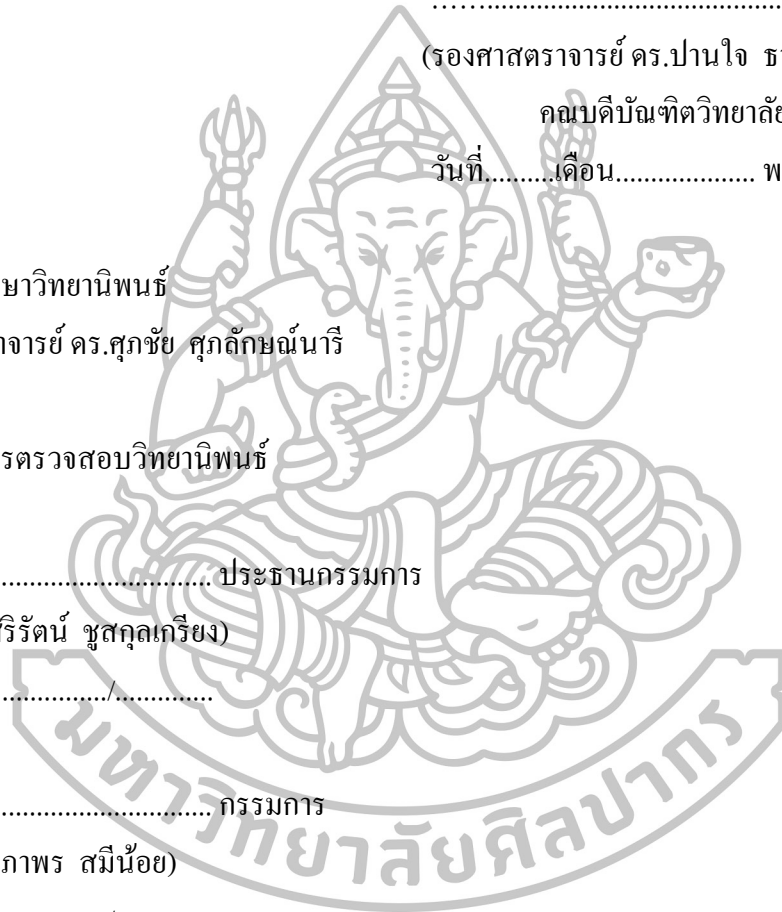 ……..........................................
(รองศาสตราจารย์ ดร.ปานใจ
คณบดีบัณฑิตวิทยาลัย
วันที่..........เดือน.................... พ
ษาวิทยานิพนธ์
าจารย์ ดร.ศุภชัย ศุภลักษณ์นารี
รตรวจสอบวิทยานิพนธ์
.............................. ประธานกรรมการ
ริรัตน์ ชูสกุลเกรียง)
.............../..............
.............................. กรรมการ
ภาพร สมีน้อย)
มหาวิทยาลัยศิลปากร